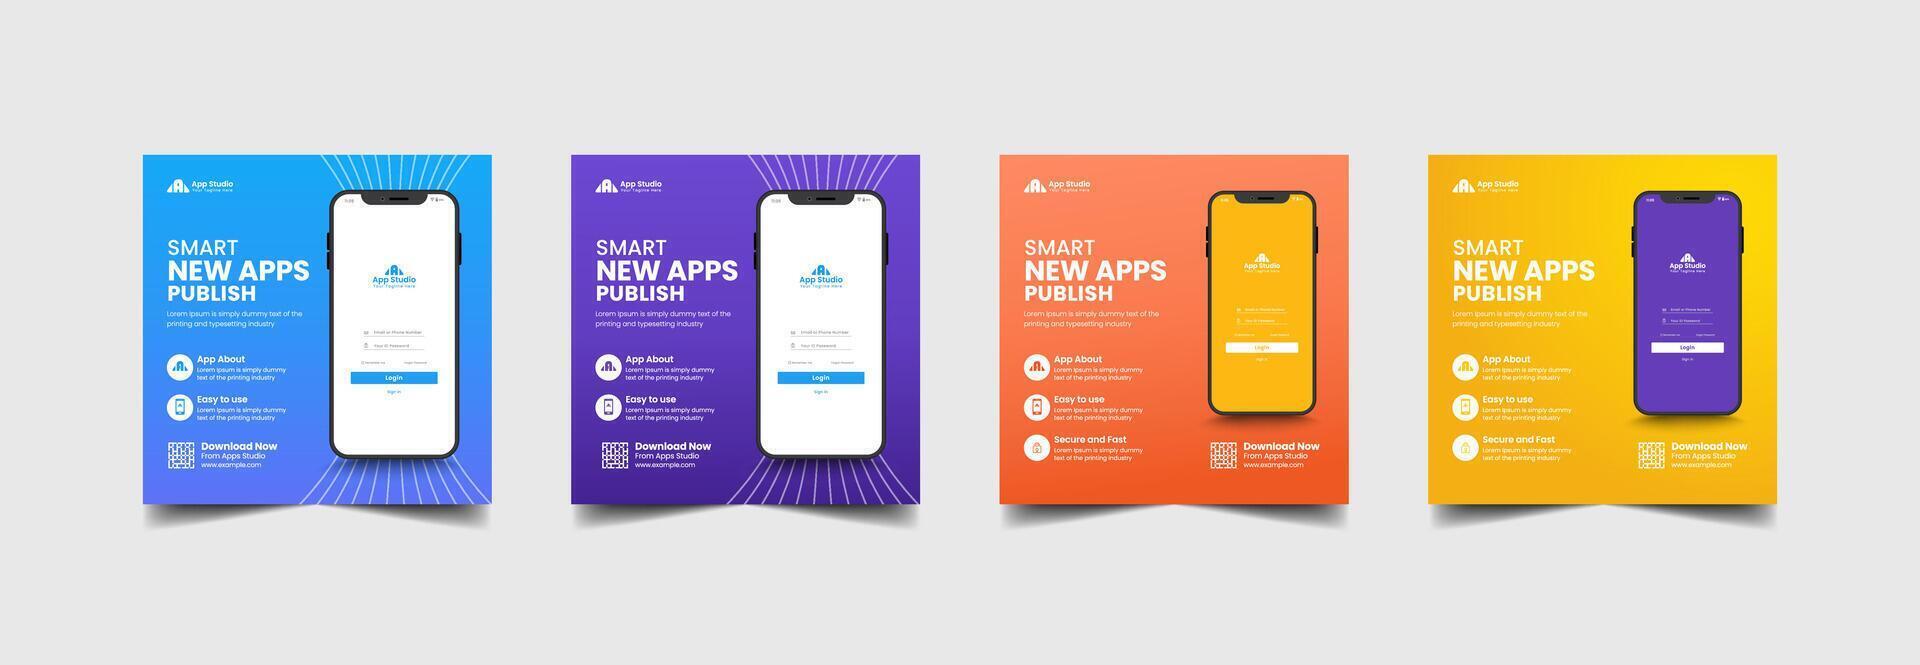 App Studio
Your Tagline Here
SMART
NEW APPS
PUBLISH
Lorem Ipsum is simply dummy text of the
printing and typesetting industry
App About
Lorem Ipsum is simply dummy
text of the printing industry
Easy to use
Lorem Ipsum is simply dummy
text of the printing industry
Download Now
From Apps Studio
www.example.com
11:05
App Studio
Your Tagline Here
Email or Phone Number
Your ID Password
Remember me Forgot Password
Login
Sign in
App Studio
Your Tagline Here
SMART
NEW APPS
PUBLISH
Lorem Ipsum is simply dummy text of the
printing and typesetting industry
App About
Lorem Ipsum is simply dummy
text of the printing industry
Easy to use
Lorem Ipsum is simply dummy
text of the printing industry
Download Now
From Apps Studio
www.example.com
11:05
App Studio
Your Tagline Here
Email or Phone Number
Your ID Password
Remember me Forgot Password
Login
Sign in
App Studio
Your Tagline Here
SMART
NEW APPS
PUBLISH
Lorem Ipsum is simply dummy text of the
printing and typesetting industry
App About
Lorem Ipsum is simply dummy
text of the printing industry
Easy to use
Lorem Ipsum is simply dummy
text of the printing industry
Secure and Fast
Lorem Ipsum is simply dummy
text of the printing industry
11:05
App Studio
Your Tagline Here
Email or Phone Number
Your ID Password
Remember me Forgot Password
Login
Sign in
Download Now
From Apps Studio
www.example.com
App Studio
Your Tagline Here
SMART
NEW APPS
PUBLISH
Lorem Ipsum is simply dummy text of the
printing and typesetting industry
App About
Lorem Ipsum is simply dummy
text of the printing industry
Easy to use
Lorem Ipsum is simply dummy
text of the printing industry
Secure and Fast
Lorem Ipsum is simply dummy
text of the printing industry
11:05
App Studio
Your Tagline Here
Email or Phone Number
Your ID Password
Remember me Forgot Password
Login
Sign in
Download Now
From Apps Studio
www.example.com